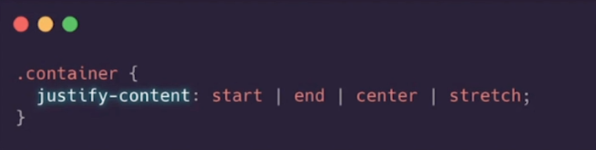 .container {
  justify-content: start | end | center | stretch;
}